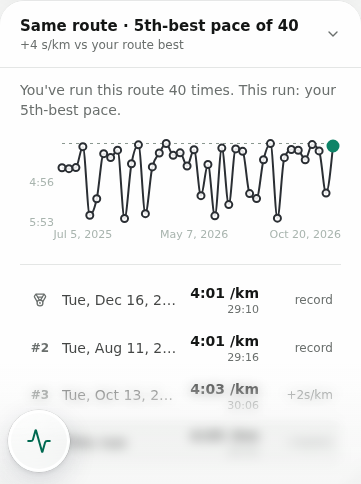 Same route · 5th-best pace of 40
+4 s/km vs your route best
You've run this route 40 times. This run: your
5th-best pace.
4:56
5:53
Jul 5, 2025 May 7, 2026 Oct 20, 2026
Tue, Dec 16, 2... 4:01 /km record
29:10
#2 Tue, Aug 11, 2... 4:01 /km record
29:16
#3 Tue, Oct 13, 2... 4:03 /km +2s/km
30:06